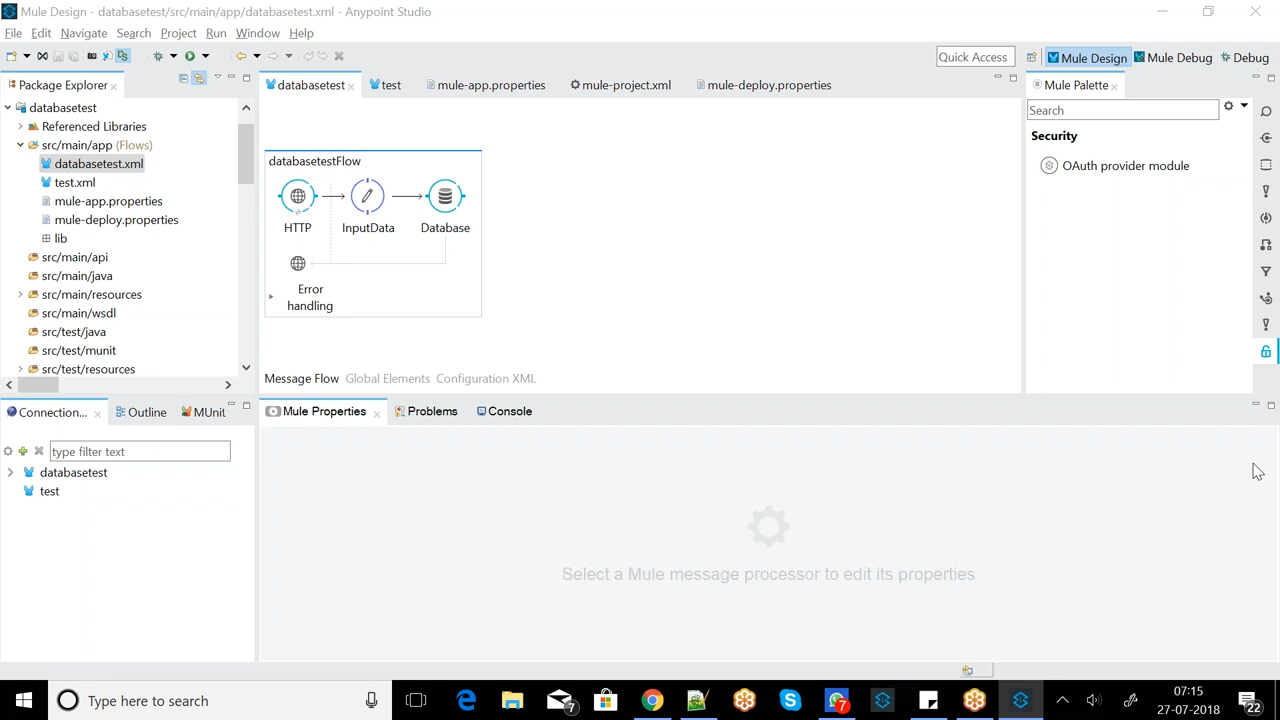 Mule Design - databasetest/src/main/app/databasetest.xml - Anypoint Studio
File Edit Navigate Search Project Run Window Help
Quick Access
Mule Design
Mule Debug
Debug
Package Explorer
databasetest
test
mule-app.properties
mule-project.xml
mule-deploy.properties
Mule Palette
databasetest
Referenced Libraries
src/main/app (Flows)
databasetest.xml
test.xml
mule-app.properties
mule-deploy.properties
lib
src/main/api
src/main/java
src/main/resources
src/main/wsdl
src/test/java
src/test/munit
src/test/resources
databasetestFlow
HTTP
InputData
Database
Error
handling
Message Flow Global Elements Configuration XML
Search
Security
OAuth provider module
Connection...
Outline
MUnit
type filter text
databasetest
test
Mule Properties
Problems
Console
Select a Mule message processor to edit its properties
Type here to search
7
7
07:15
27-07-2018
22